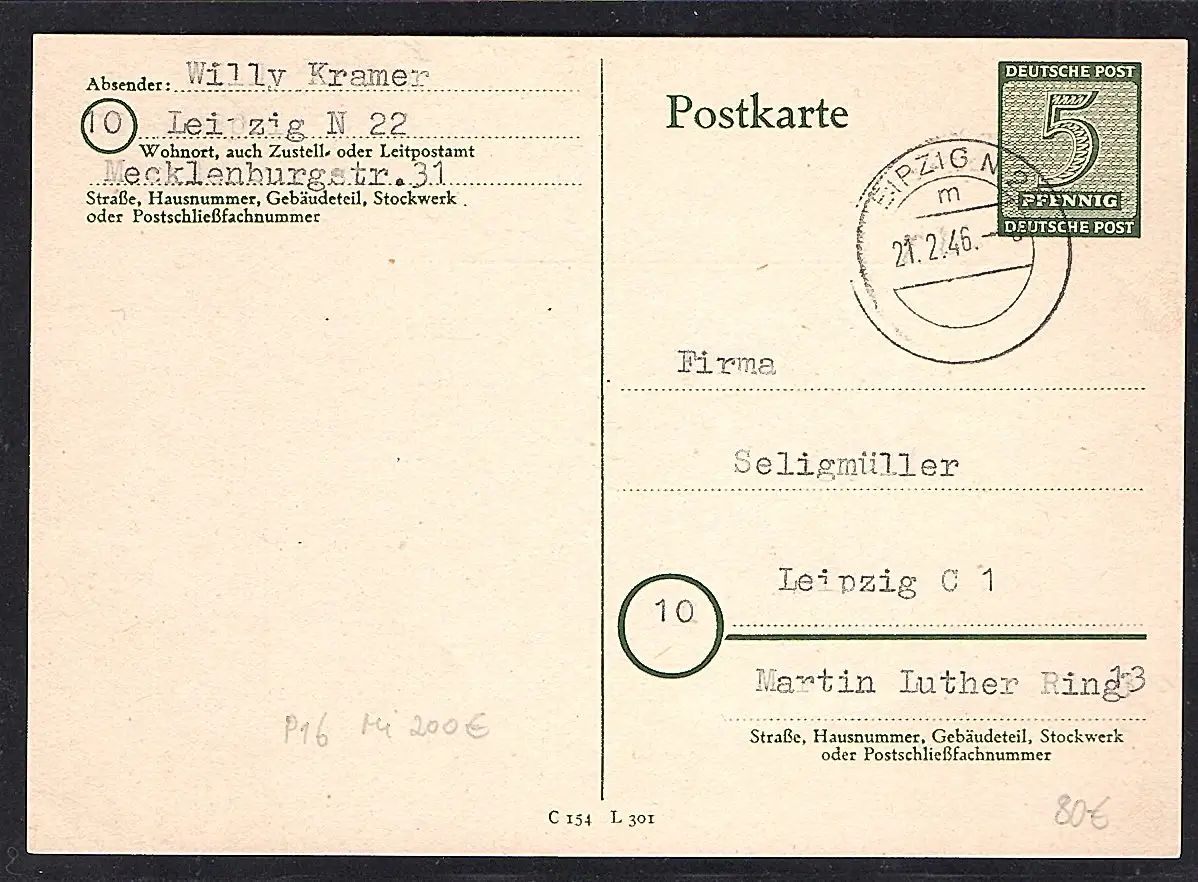 Absender: Willy Kramer
10 Leipzig N 22
Wohnort, auch Zustell- oder Leitpostamt
Mecklenburgstr.31
Straße, Hausnummer, Gebäudeteil, Stockwerk
oder Postschließfachnummer
Postkarte
DEUTSCHE POST
5
PFENNIG
DEUTSCHE POST
LEIPZIG N
m
21.2.46.
Firma
Seligmüller
10 Leipzig C 1
Martin Luther Ring 13
Straße, Hausnummer, Gebäudeteil, Stockwerk
oder Postschließfachnummer
P16 Mi 200€
C 154 L 301
80€